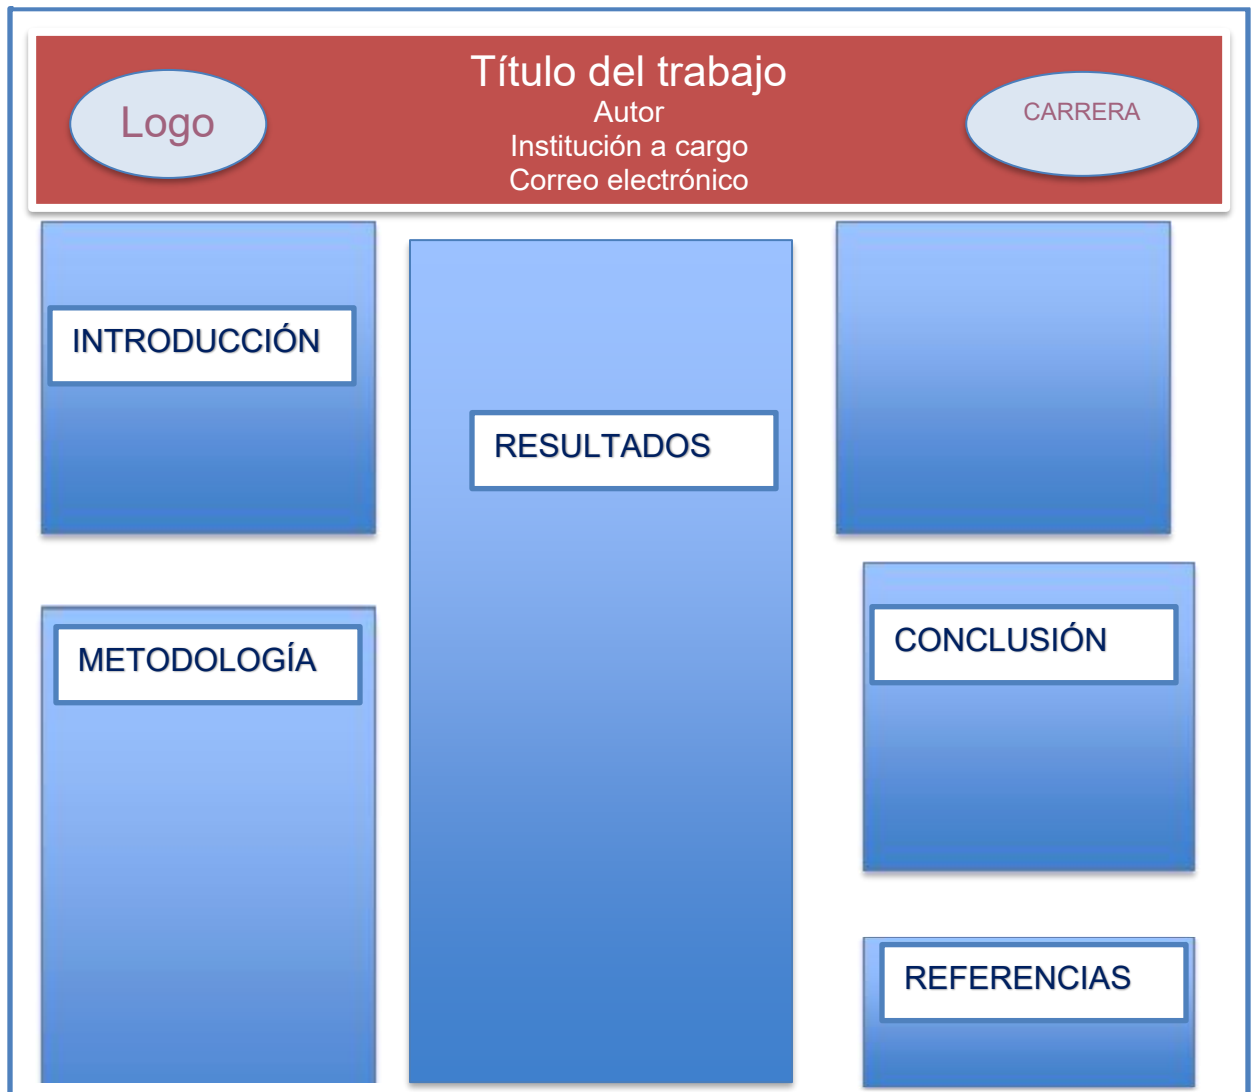 Título del trabajo
Autor
Institución a cargo
Correo electrónico
Logo
CARRERA
INTRODUCCIÓN
METODOLOGÍA
RESULTADOS
CONCLUSIÓN
REFERENCIAS